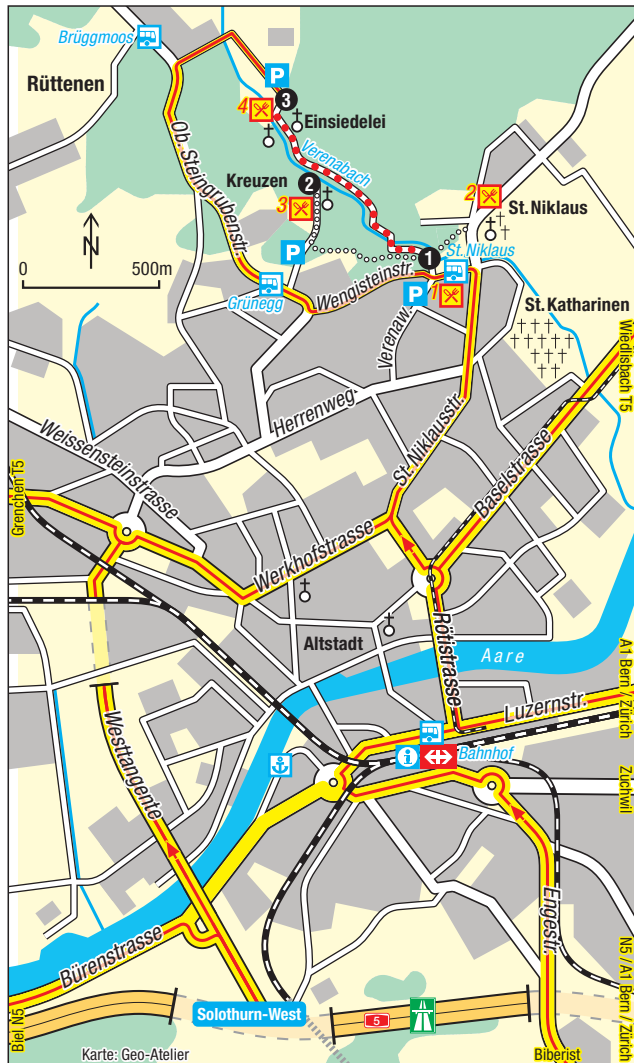 Brüggmoos
Rüttenen
P
3
4
Einsiedelei
Verenabach
Kreuzen
2
3
2
St. Niklaus
Ob. Steingrubenstr.
N
0 500m
P
1
St. Niklaus
Grünegg
Wengisteinstr.
P
1
St. Katharinen
Verenaw.
Wiedlisbach T5
Herrenweg
St. Niklausstr.
Baselstrasse
Weissensteinstrasse
Grenchen T5
Werkhofstrasse
Altstadt
Rötistrasse
Aare
A1 Bern / Zürich
Luzernstr.
Westtangente
i
Bahnhof
Zuchwil
Engestr.
Bürenstrasse
Biel N5
Solothurn-West
5
N5 / A1 Bern / Zürich
Karte: Geo-Atelier
Biberist